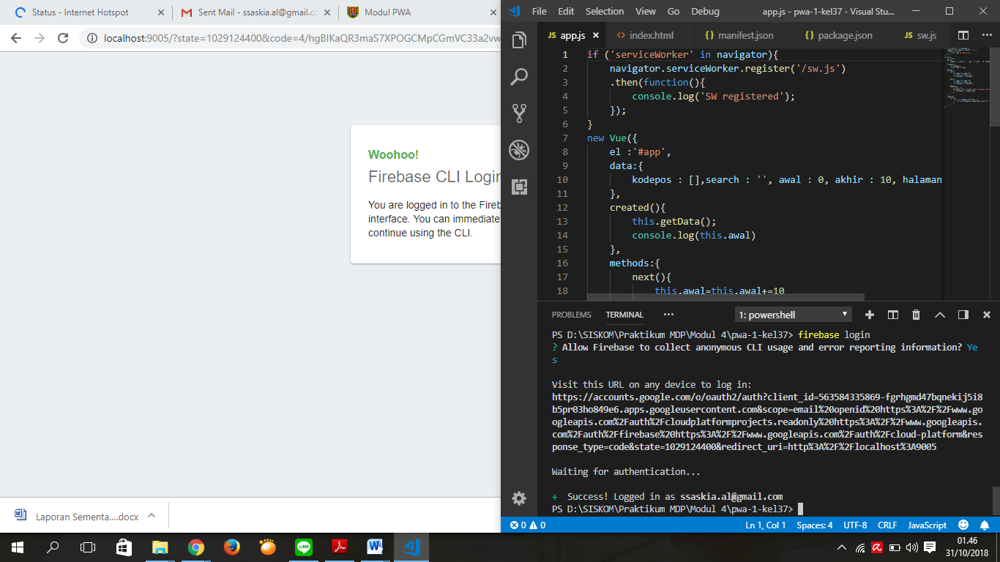 Status - Internet Hotspot
Sent Mail - ssaskia.al@gmail.co
Modul PWA
localhost:9005/?state=1029124400&code=4/hgBIKaQR3maS7XPOGCMpCGmVC33a2vw
Woohoo!
Firebase CLI Login
You are logged in to the Fireb
interface. You can immediate
continue using the CLI.
Laporan Sementa....docx
File Edit Selection View Go Debug
app.js - pwa-1-kel37 - Visual Stu...
JS app.js
<> index.html
{} manifest.json
{} package.json
JS sw.js
1 if ('serviceWorker' in navigator){
2 navigator.serviceWorker.register('/sw.js')
3 .then(function(){
4 console.log('SW registered');
5 });
6 }
7 new Vue({
8 el :'#app',
9 data:{
10 kodepos : [],search : '', awal : 0, akhir : 10, halaman
11 },
12 created(){
13 this.getData();
14 console.log(this.awal)
15 },
16 methods:{
17 next(){
18 this.awal=this.awal+=10
PROBLEMS TERMINAL ...
1: powershell
PS D:\SISKOM\Praktikum MDP\Modul 4\pwa-1-kel37> firebase login
? Allow Firebase to collect anonymous CLI usage and error reporting information? Ye
s
Visit this URL on any device to log in:
https://accounts.google.com/o/oauth2/auth?client_id=563584335869-fgrhgmd47bqnekij5i8
b5pr03ho849e6.apps.googleusercontent.com&scope=email%20openid%20https%3A%2F%2Fwww.go
ogleapis.com%2Fauth%2Fcloudplatformprojects.readonly%20https%3A%2F%2Fwww.googleapis.
com%2Fauth%2Ffirebase%20https%3A%2F%2Fwww.googleapis.com%2Fauth%2Fcloud-platform&res
ponse_type=code&state=1029124400&redirect_uri=http%3A%2F%2Flocalhost%3A9005
Waiting for authentication...
+ Success! Logged in as ssaskia.al@gmail.com
PS D:\SISKOM\Praktikum MDP\Modul 4\pwa-1-kel37>
0 0
Ln 1, Col 1 Spaces: 4 UTF-8 CRLF JavaScript
LINE
01.46
31/10/2018